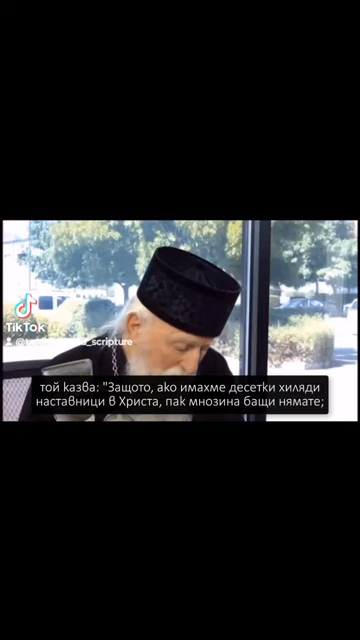 TikTok
той казва: "Защото, ако имахме десетки хиляди
наставници в Христа, пак мнозина бащи нямате;